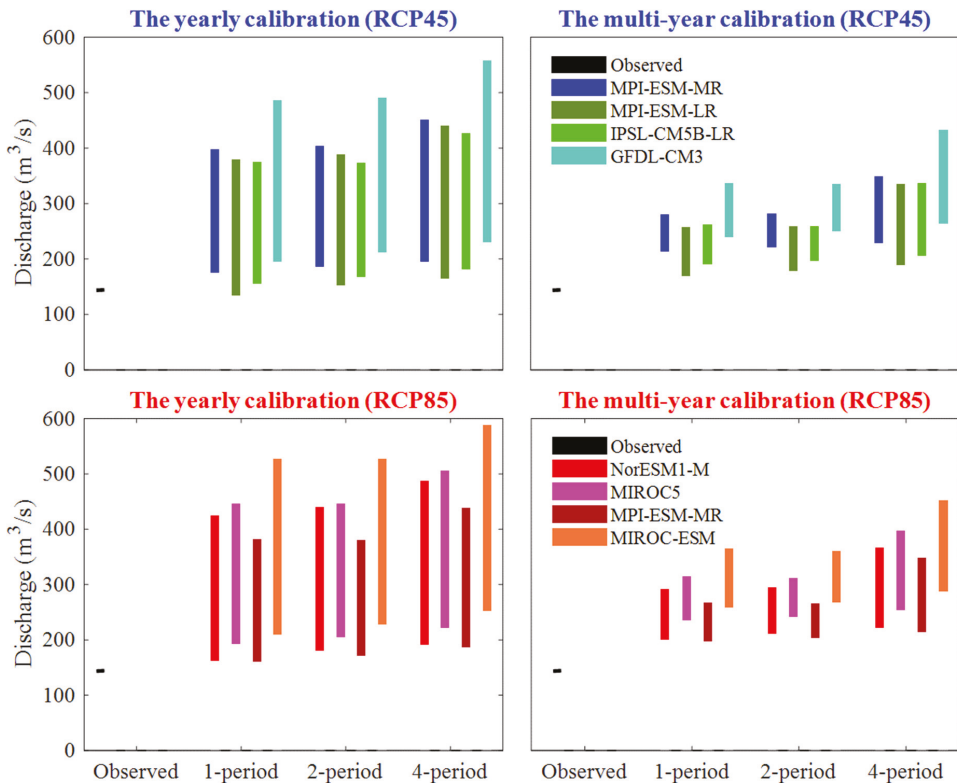 The yearly calibration (RCP45)
The multi-year calibration (RCP45)
600
500
400
300
200
100
0
Discharge (m³/s)
Observed
MPI-ESM-MR
MPI-ESM-LR
IPSL-CM5B-LR
GFDL-CM3
The yearly calibration (RCP85)
The multi-year calibration (RCP85)
600
500
400
300
200
100
0
Discharge (m³/s)
Observed
NorESM1-M
MIROC5
MPI-ESM-MR
MIROC-ESM
Observed 1-period 2-period 4-period
Observed 1-period 2-period 4-period